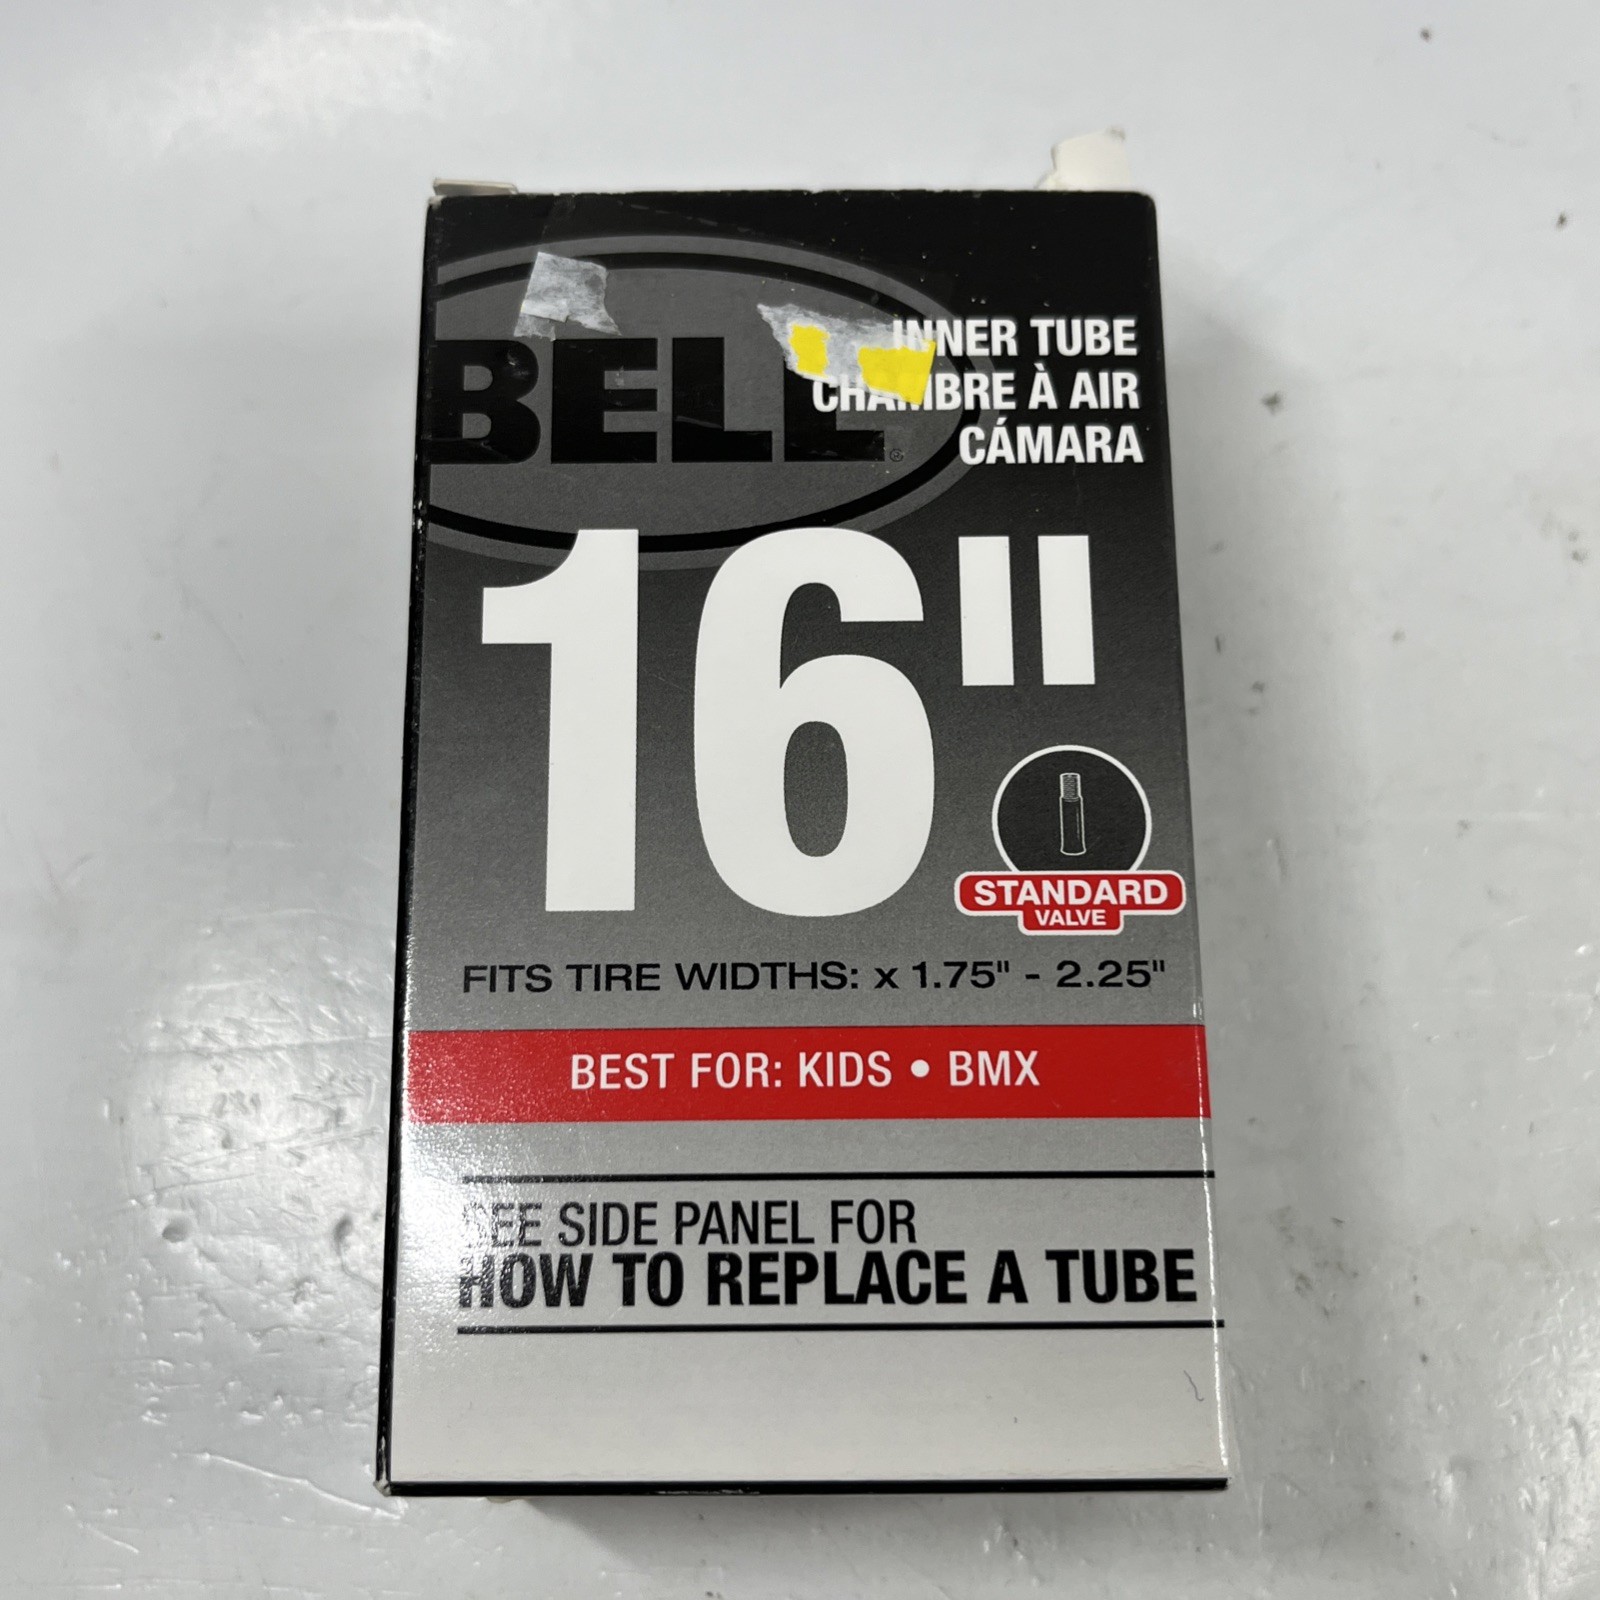 BELL
INNER TUBE
CHAMBRE À AIR
CÁMARA
16"
STANDARD
VALVE
FITS TIRE WIDTHS: x 1.75" - 2.25"
BEST FOR: KIDS • BMX
SEE SIDE PANEL FOR
HOW TO REPLACE A TUBE